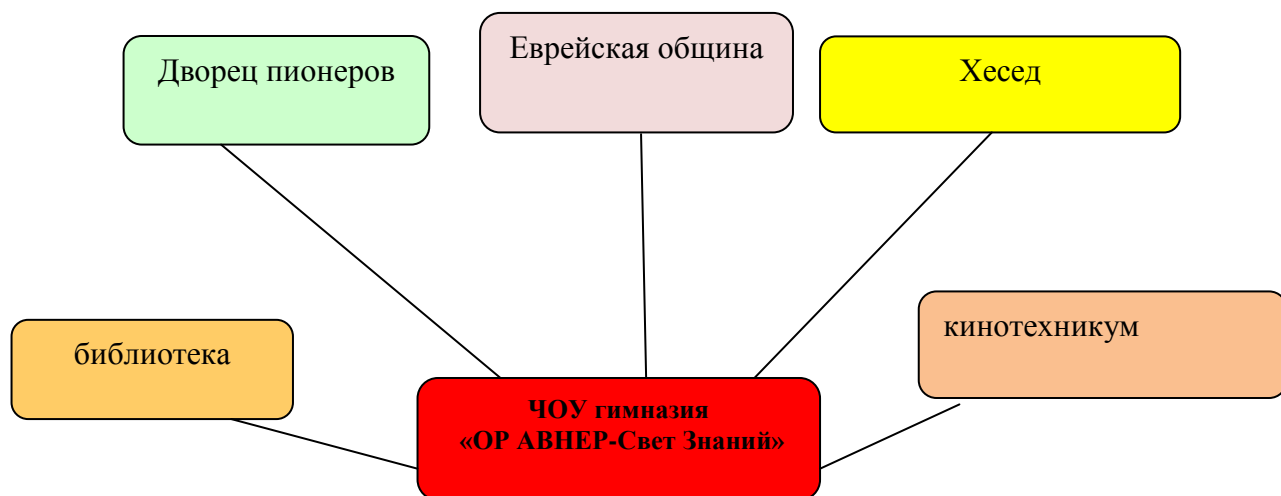 Дворец пионеров
Еврейская община
Хесед
библиотека
кинотехникум
ЧОУ гимназия
«ОР АВНЕР-Свет Знаний»